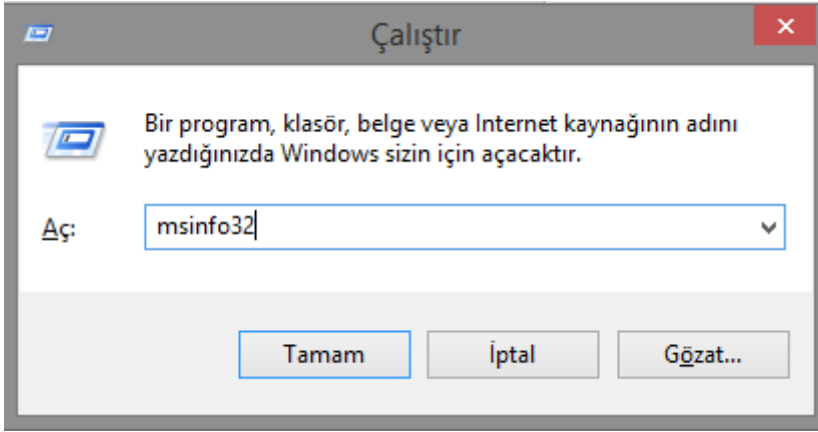 Çalıştır
Bir program, klasör, belge veya Internet kaynağının adını
yazdığınızda Windows sizin için açacaktır.
Aç: msinfo32
Tamam İptal Gözat...